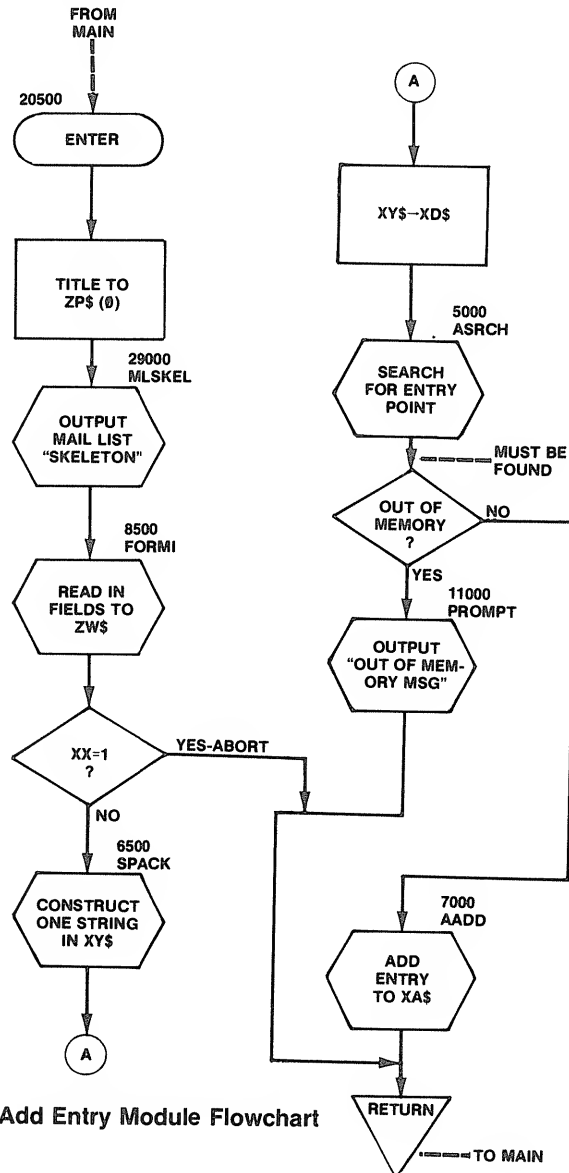 FROM
MAIN
20500
ENTER
TITLE TO
ZP$ (0)
29000
MLSKEL
OUTPUT
MAIL LIST
"SKELETON"
8500
FORMI
READ IN
FIELDS TO
ZW$
XX=1
?
YES-ABORT
NO
6500
SPACK
CONSTRUCT
ONE STRING
IN XY$
A
A
XY$→XD$
5000
ASRCH
SEARCH
FOR ENTRY
POINT
MUST BE
FOUND
OUT OF
MEMORY
?
NO
YES
11000
PROMPT
OUTPUT
"OUT OF MEM-
ORY MSG"
7000
AADD
ADD
ENTRY
TO XA$
RETURN
TO MAIN
Add Entry Module Flowchart